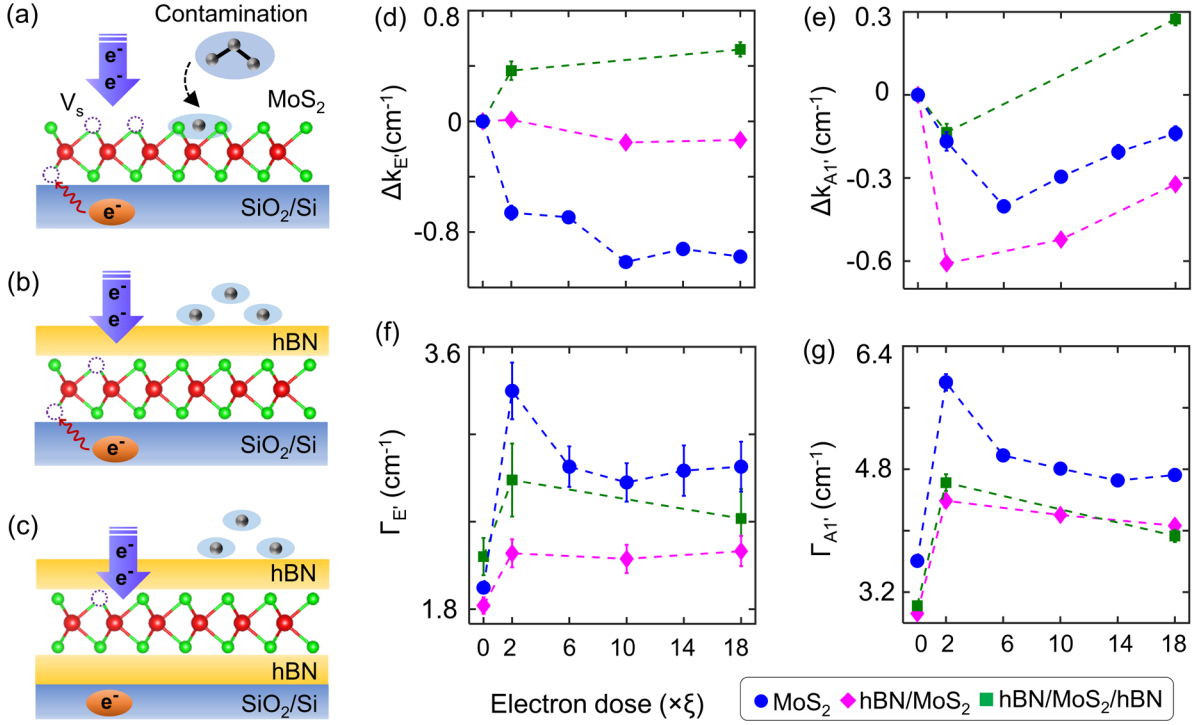 (a)
Contamination
e⁻
e⁻
Vₛ
MoS₂
e⁻
SiO₂/Si
(b)
e⁻
e⁻
hBN
e⁻
SiO₂/Si
(c)
e⁻
e⁻
hBN
hBN
e⁻
SiO₂/Si
(d)
0.8
0
-0.8
Δk_E' (cm⁻¹)
(e)
0.3
0
-0.3
-0.6
Δk_A1' (cm⁻¹)
(f)
3.6
1.8
Γ_E' (cm⁻¹)
0 2 6 10 14 18
(g)
6.4
4.8
3.2
Γ_A1' (cm⁻¹)
0 2 6 10 14 18
Electron dose (×ξ)
MoS₂ hBN/MoS₂ hBN/MoS₂/hBN